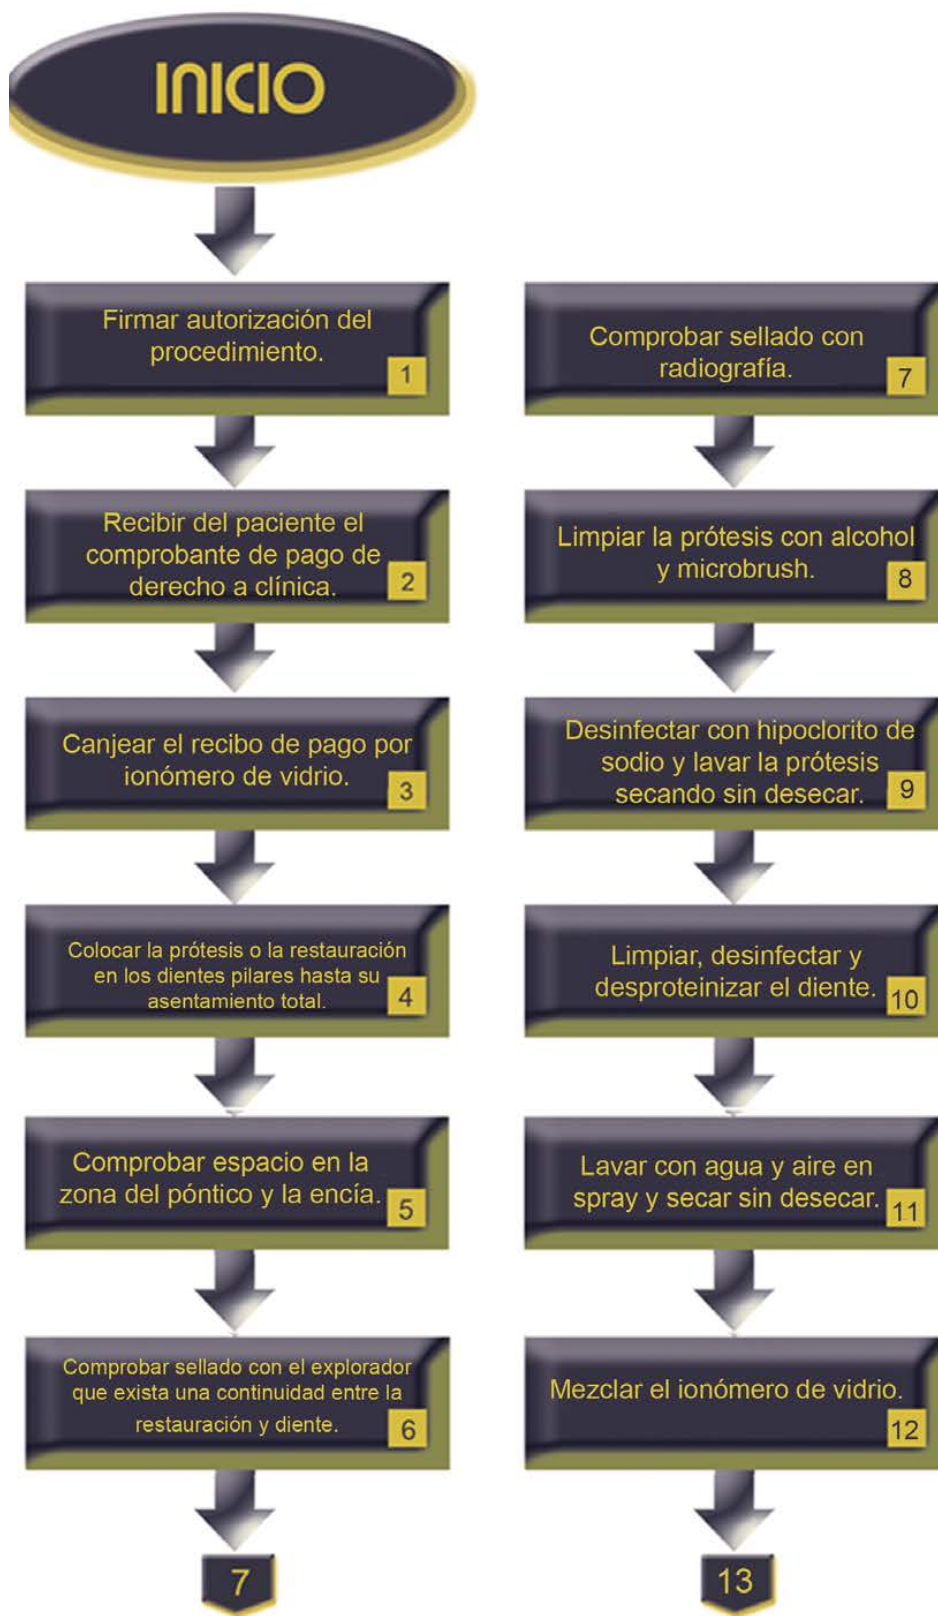 INICIO
Firmar autorización del
procedimiento.
1
Recibir del paciente el
comprobante de pago de
derecho a clínica.
2
Canjear el recibo de pago por
ionómero de vidrio.
3
Colocar la prótesis o la restauración
en los dientes pilares hasta su
asentamiento total.
4
Comprobar espacio en la
zona del póntico y la encía.
5
Comprobar sellado con el explorador
que exista una continuidad entre la
restauración y diente.
6
7
Comprobar sellado con
radiografía.
7
Limpiar la prótesis con alcohol
y microbrush.
8
Desinfectar con hipoclorito de
sodio y lavar la prótesis
secando sin desecar.
9
Limpiar, desinfectar y
desproteinizar el diente.
10
Lavar con agua y aire en
spray y secar sin desecar.
11
Mezclar el ionómero de vidrio.
12
13